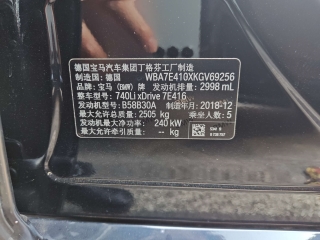 德国宝马汽车集团丁格芬工厂制造
制造国: 德国 WBA7E410XKGV69256
品牌: 宝马 (BMW) 牌 发动机排量: 2998 mL
整车型号: 740Li xDrive 7E416
发动机型号: B58B30A 制造年月: 2018-12
最大允许总质量: 2505 kg 乘坐人数: 5
发动机最大净功率: 240 kW
最大允许牵引质量: -- kg